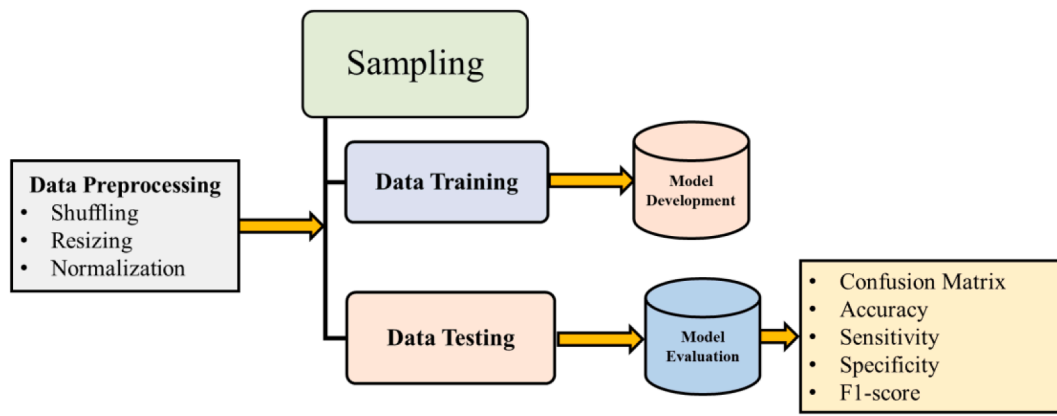 Sampling
Data Preprocessing
• Shuffling
• Resizing
• Normalization
Data Training
Model
Development
Data Testing
Model
Evaluation
• Confusion Matrix
• Accuracy
• Sensitivity
• Specificity
• F1-score